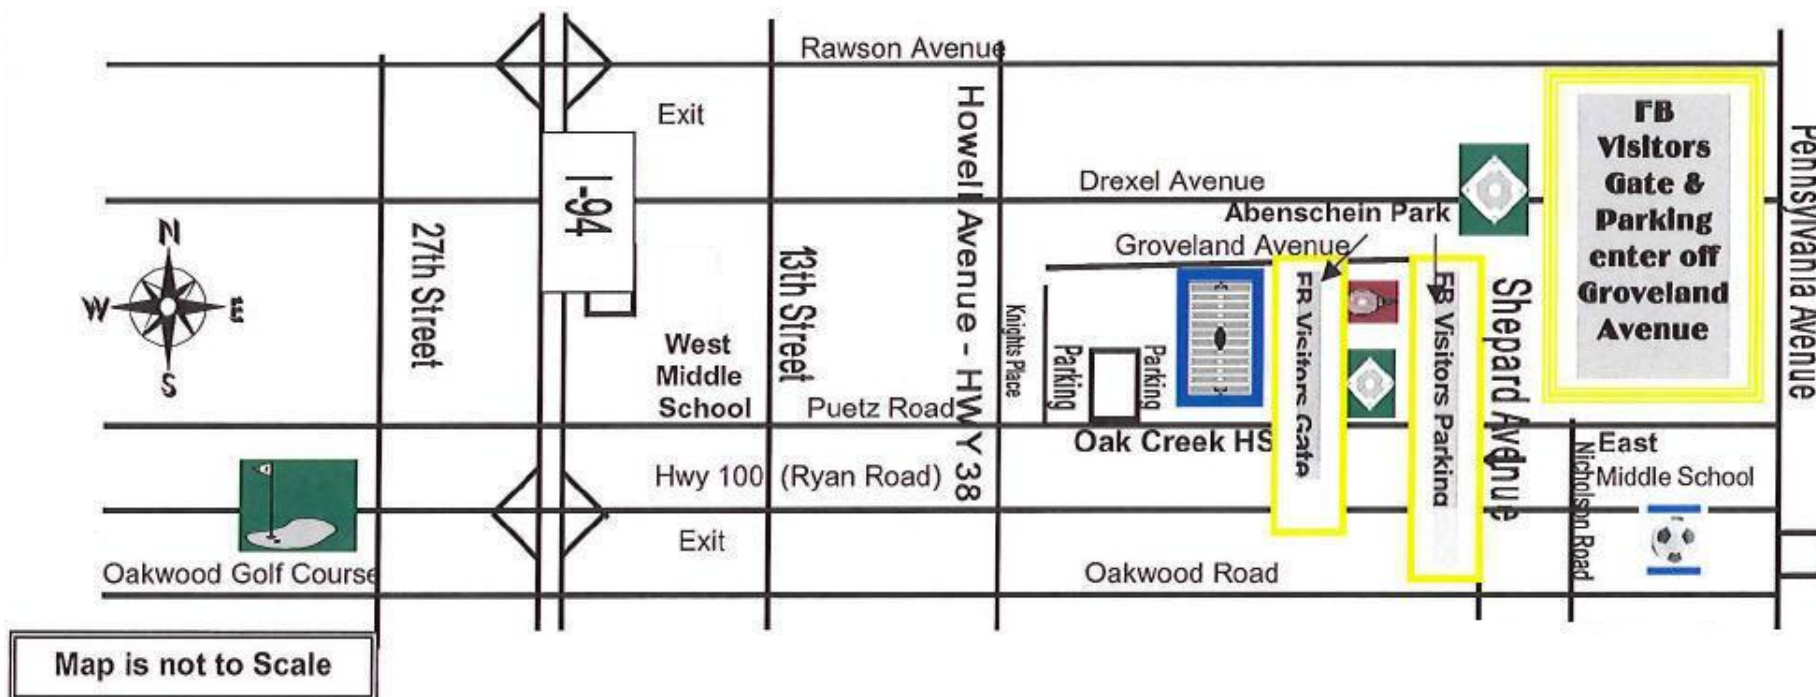 Rawson Avenue
Exit
I-94
Howell Avenue - HWY 38
Drexel Avenue
Abenschein Park
Groveland Avenue
FB
Visitors
Gate &
Parking
enter off
Groveland
Avenue
Pennsylvania Avenue
N
W
S
27th Street
13th Street
West
Middle
School
Knights Place
Parking
Parking
FB Visitors Gate
FB Visitors Parking
Shepard Avenue
Puetz Road
Oak Creek HS
Hwy 100 (Ryan Road)
East
Middle School
Nicholson Road
Exit
Oakwood Golf Course
Oakwood Road
Map is not to Scale